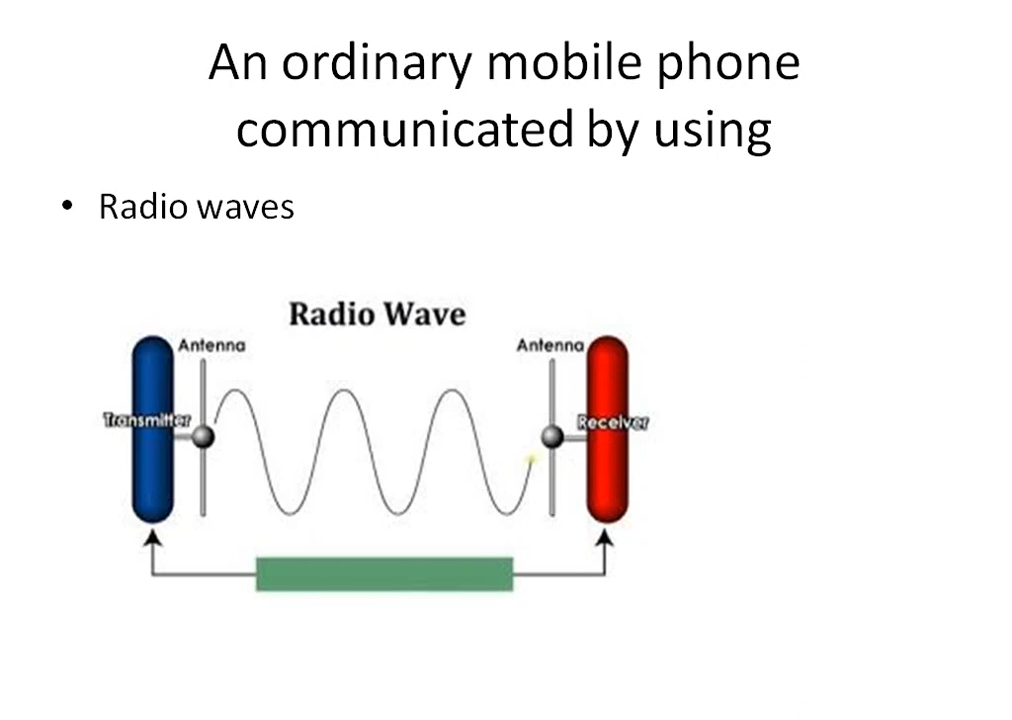 An ordinary mobile phone
communicated by using
• Radio waves
Radio Wave
Antenna
Antenna
Transmitter
Receiver